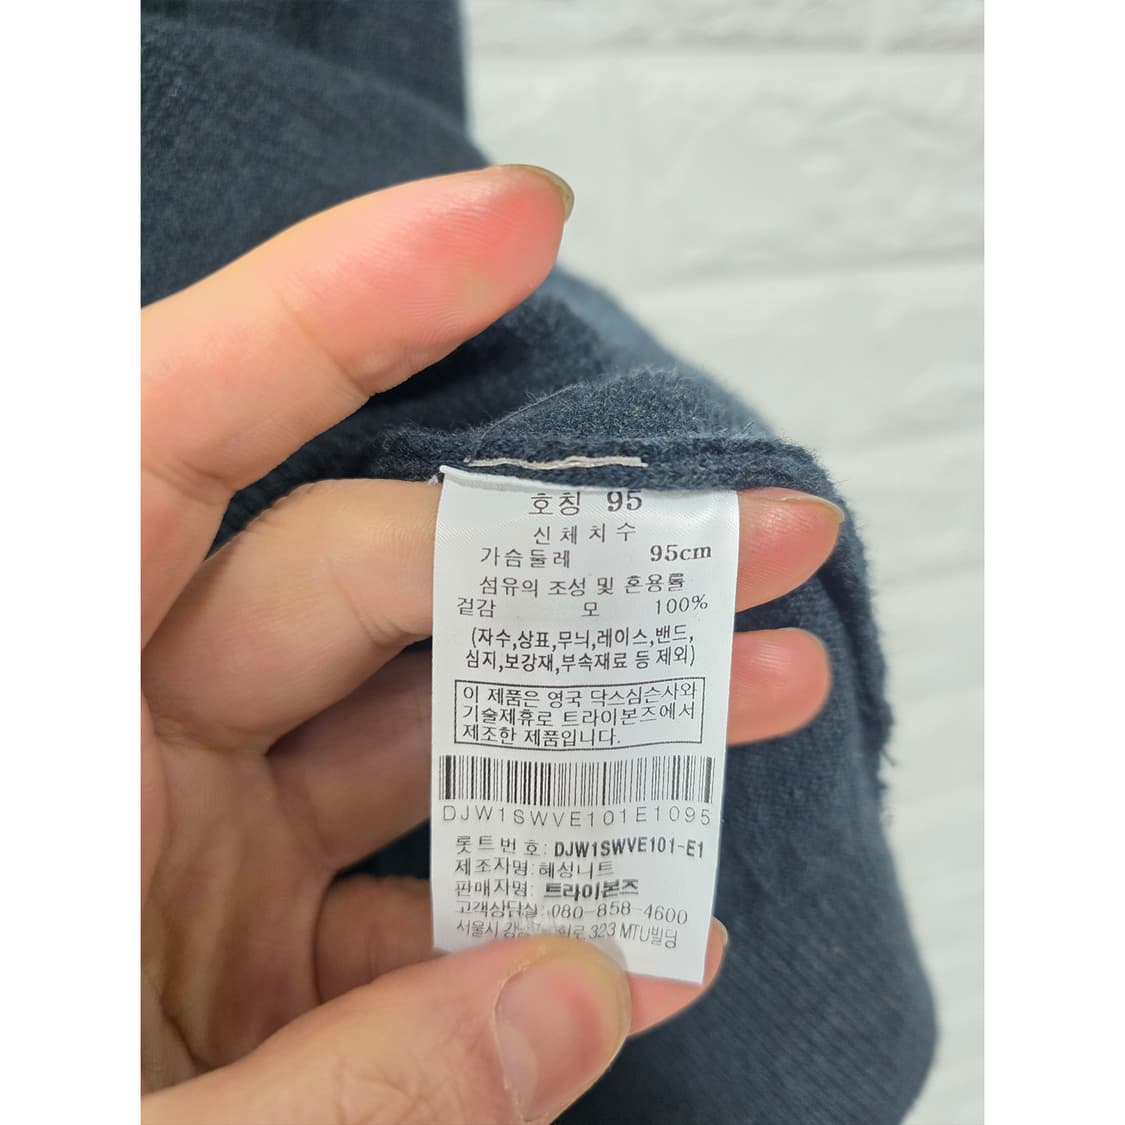 호칭 95
신체치수
가슴둘레 95cm
섬유의 조성 및 혼용률
겉감 모 100%
(자수,상표,무늬,레이스,밴드,
심지,보강재,부속재료 등 제외)
이 제품은 영국 닥스심슨사와
기술제휴로 트라이본즈에서
제조한 제품입니다.
DJW1SWVE101E1095
롯트번호: DJW1SWVE101-E1
제조자명: 혜성니트
판매자명: 트라이본즈
고객상담실: 080-858-4600
서울시 323 MTU빌딩